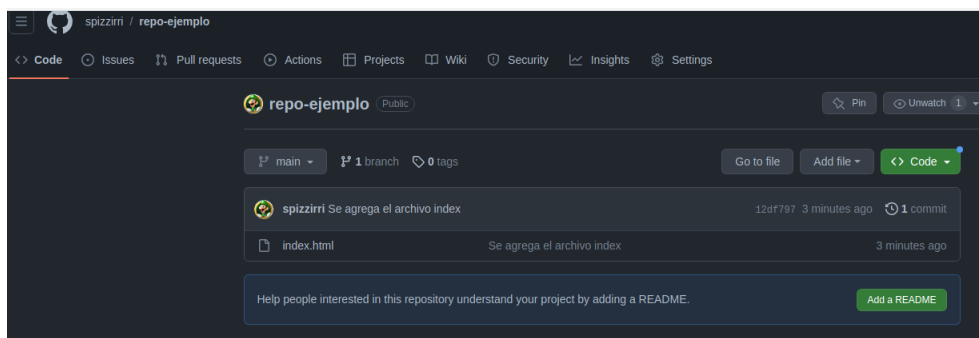 spizzirri / repo-ejemplo
Code Issues Pull requests Actions Projects Wiki Security Insights Settings
repo-ejemplo Public Pin Unwatch 1
main 1 branch 0 tags Go to file Add file Code
spizzirri Se agrega el archivo index 12df797 3 minutes ago 1 commit
index.html Se agrega el archivo index 3 minutes ago
Help people interested in this repository understand your project by adding a README. Add a README